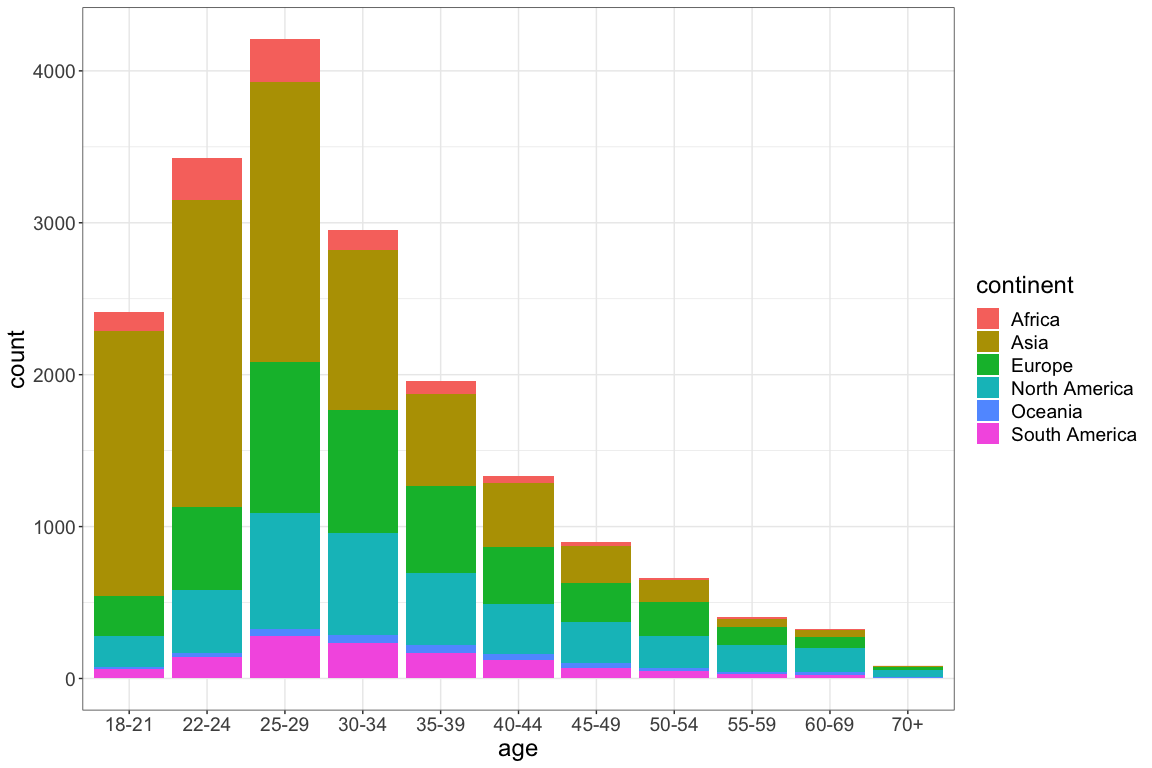 4000
3000
2000
1000
0
count
18-21 22-24 25-29 30-34 35-39 40-44 45-49 50-54 55-59 60-69 70+
age
continent
Africa
Asia
Europe
North America
Oceania
South America